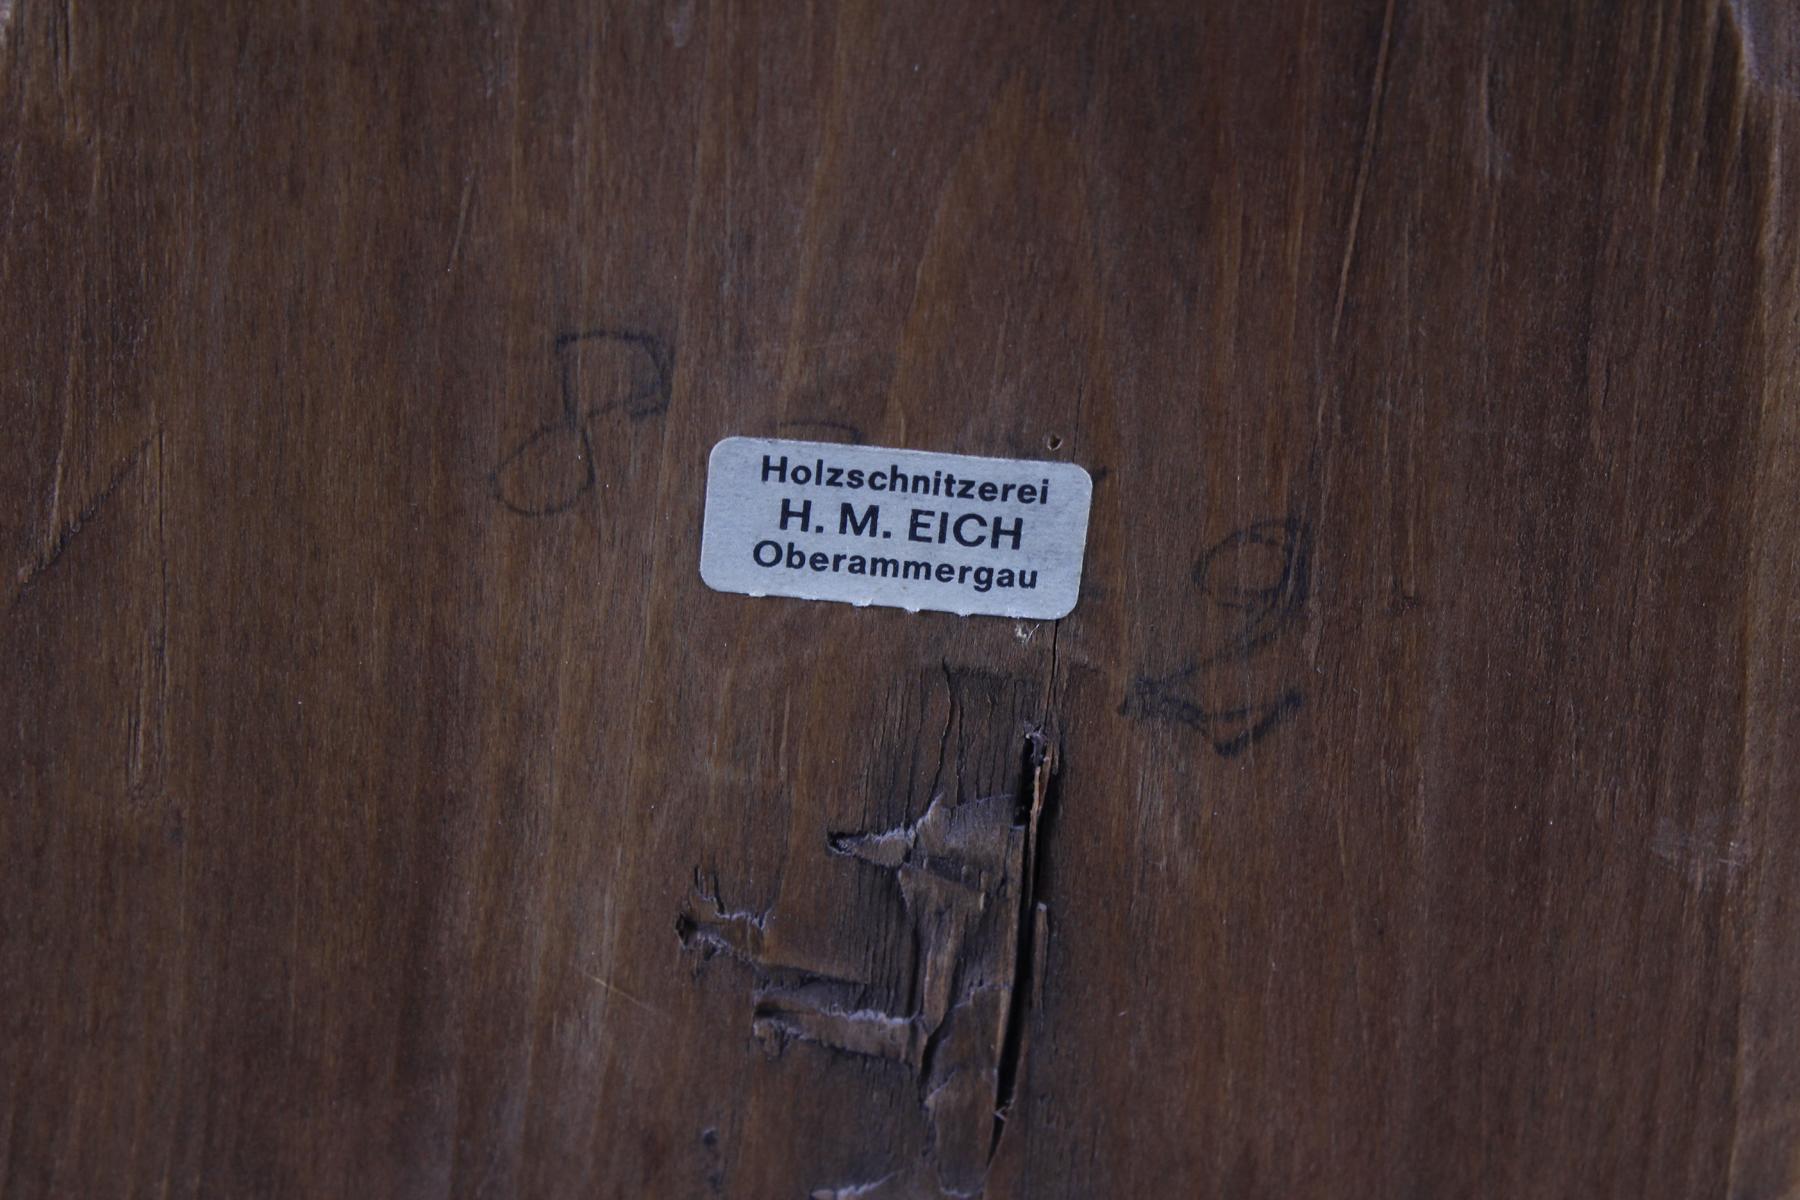 Holzschnitzerei
H. M. EICH
Oberammergau